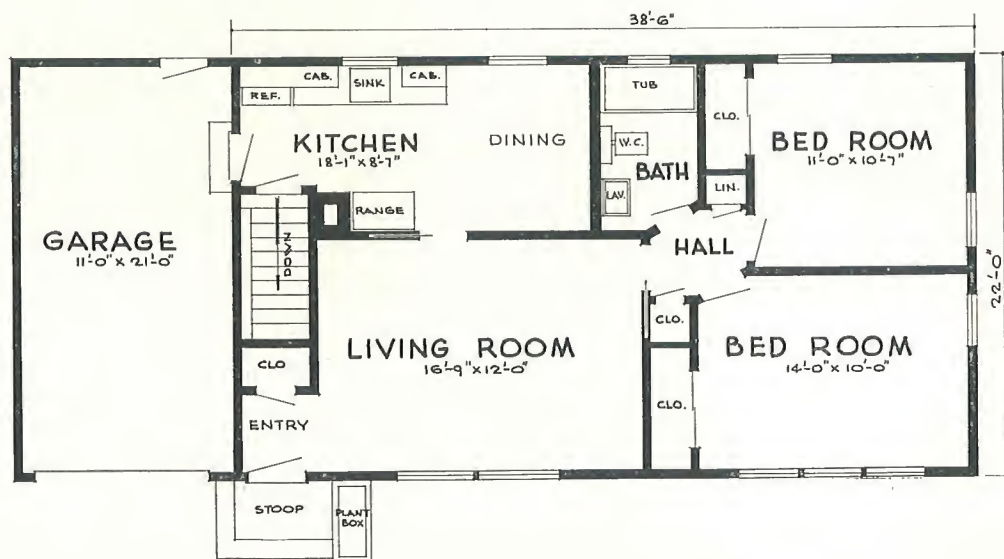 38'-6"
CAB.
SINK
CAB.
REF.
TUB
KITCHEN
18'-1" x 8'-7"
DINING
W.C.
CLO.
BED ROOM
11'-0" x 10'-7"
BATH
LAV.
LIN.
RANGE
GARAGE
11'-0" x 21'-0"
DOWN
HALL
22'-0"
CLO.
LIVING ROOM
16'-9" x 12'-0"
BED ROOM
14'-0" x 10'-0"
CLO
CLO.
ENTRY
STOOP
PLANT
BOX